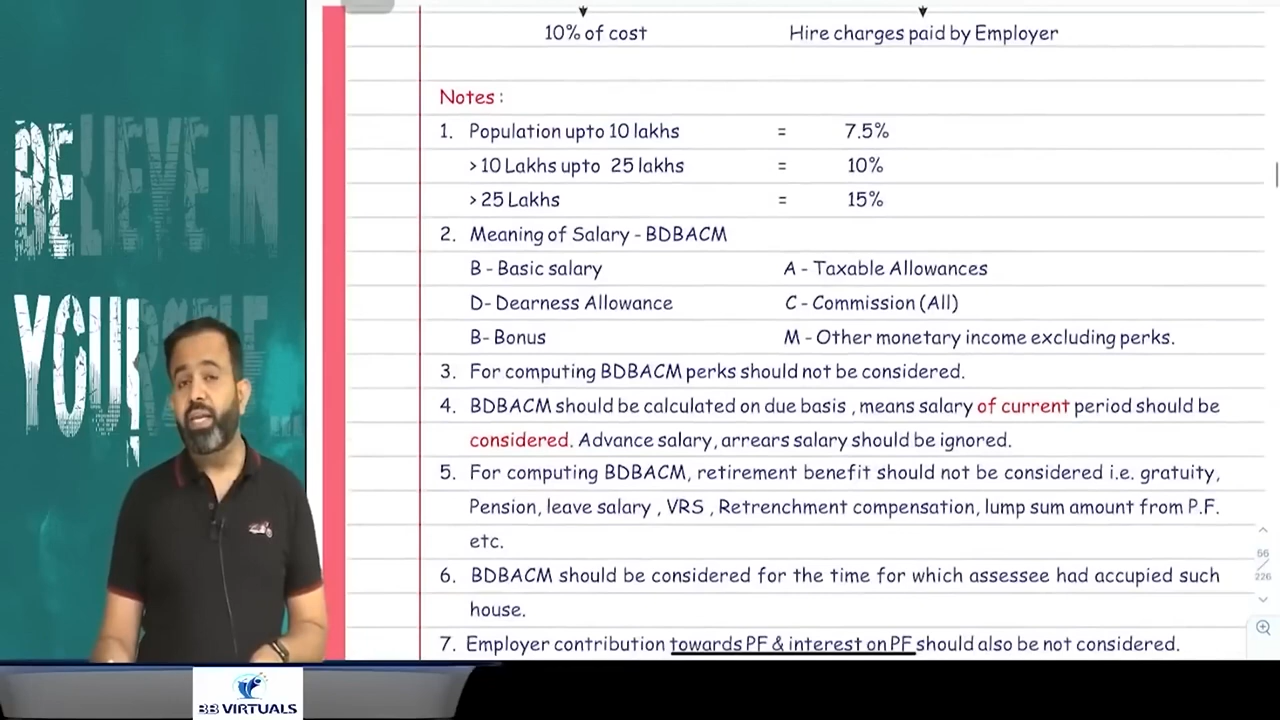 10% of cost Hire charges paid by Employer
Notes :
1. Population upto 10 lakhs = 7.5%
> 10 Lakhs upto 25 lakhs = 10%
> 25 Lakhs = 15%
2. Meaning of Salary - BDBACM
B - Basic salary A - Taxable Allowances
D- Dearness Allowance C - Commission (All)
B- Bonus M - Other monetary income excluding perks.
3. For computing BDBACM perks should not be considered.
4. BDBACM should be calculated on due basis , means salary of current period should be
considered. Advance salary, arrears salary should be ignored.
5. For computing BDBACM, retirement benefit should not be considered i.e. gratuity,
Pension, leave salary , VRS , Retrenchment compensation, lump sum amount from P.F.
etc.
6. BDBACM should be considered for the time for which assessee had accupied such
house.
7. Employer contribution towards PF & interest on PF should also be not considered.
BELIEVE IN
56
226
BB VIRTUALS